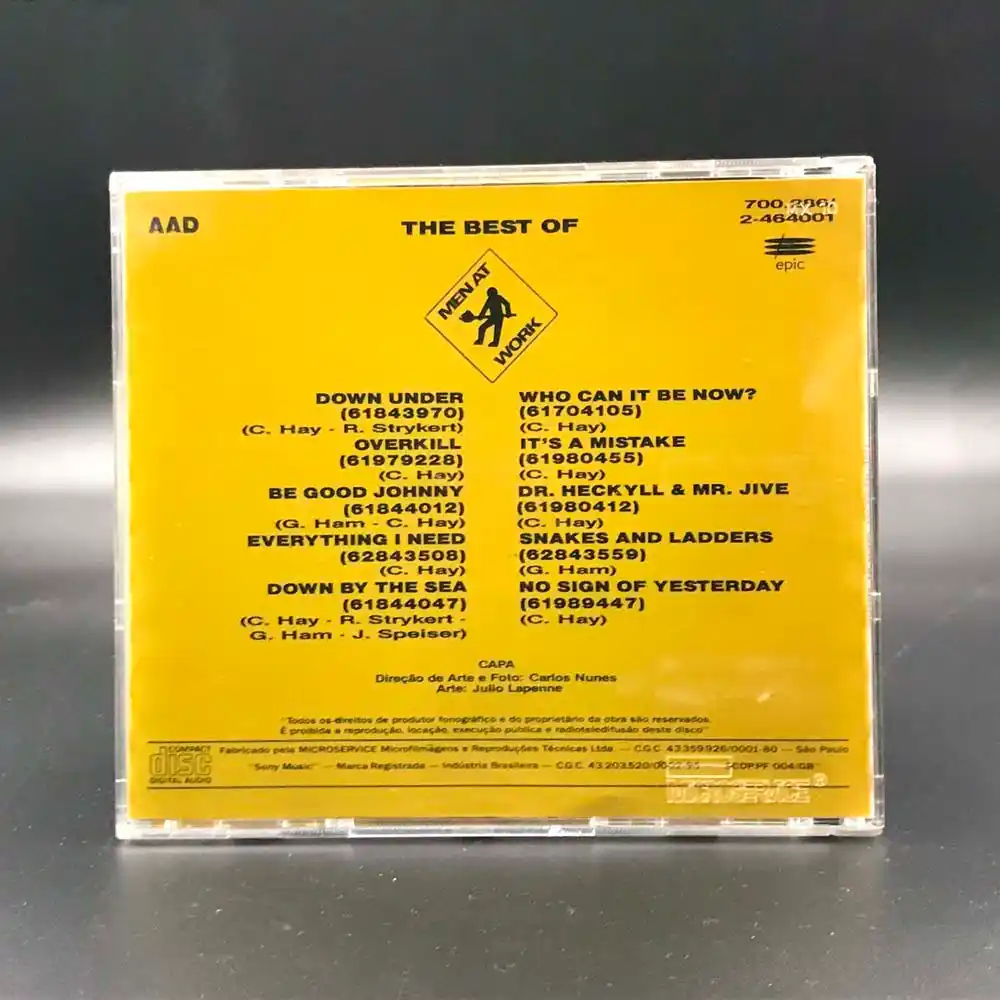 AAD
THE BEST OF
2-464001
epic
MEN AT
WORK
DOWN UNDER
(61843970)
(C. Hay - R. Strykert)
OVERKILL
(61979228)
(C. Hay)
BE GOOD JOHNNY
(61844012)
(G. Ham - C. Hay)
EVERYTHING I NEED
(62843508)
(C. Hay)
DOWN BY THE SEA
(61844047)
(C. Hay - R. Strykert -
G. Ham - J. Speiser)
WHO CAN IT BE NOW?
(61704105)
(C. Hay)
IT'S A MISTAKE
(61980455)
(C. Hay)
DR. HECKYLL & MR. JIVE
(61980412)
(C. Hay)
SNAKES AND LADDERS
(62843559)
(G. Ham)
NO SIGN OF YESTERDAY
(61989447)
(C. Hay)
CAPA
Direção de Arte e Foto: Carlos Nunes
Arte: Julio Lapenne
"Todos os direitos de produtor fonográfico e do proprietário da obra são reservados.
É proibida a reprodução, locação, execução pública e radioteledifusão deste disco"
COMPACT
disc
DIGITAL AUDIO
Fabricado pela MICROSERVICE Microfilmagens e Reproduções Técnicas Ltda. — C.G.C. 43.359.926/0001-80 — São Paulo
"Sony Music" — Marca Registrada — Indústria Brasileira — C.G.C. 43.203.520/ SCDP.PF 004/GB
MICROSERVICE®